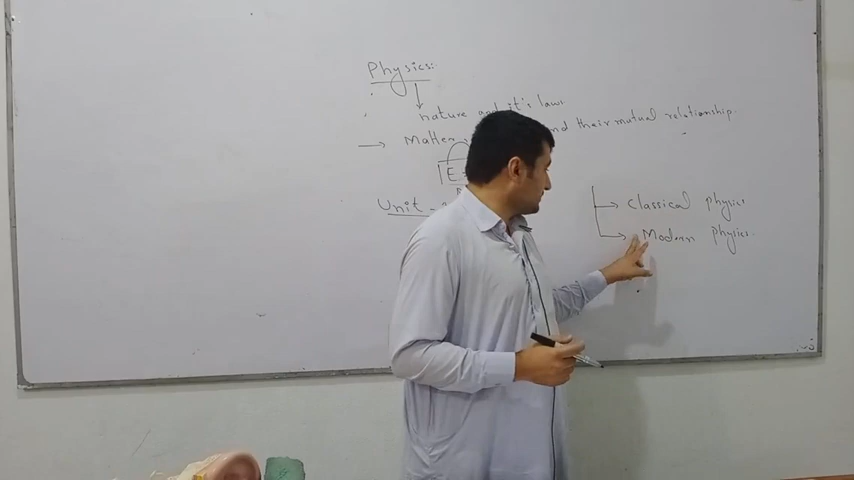 Physics:-
nature and it's laws
Matter and their mutual relationship.
E
Unit -
Classical physics
Modern physics.